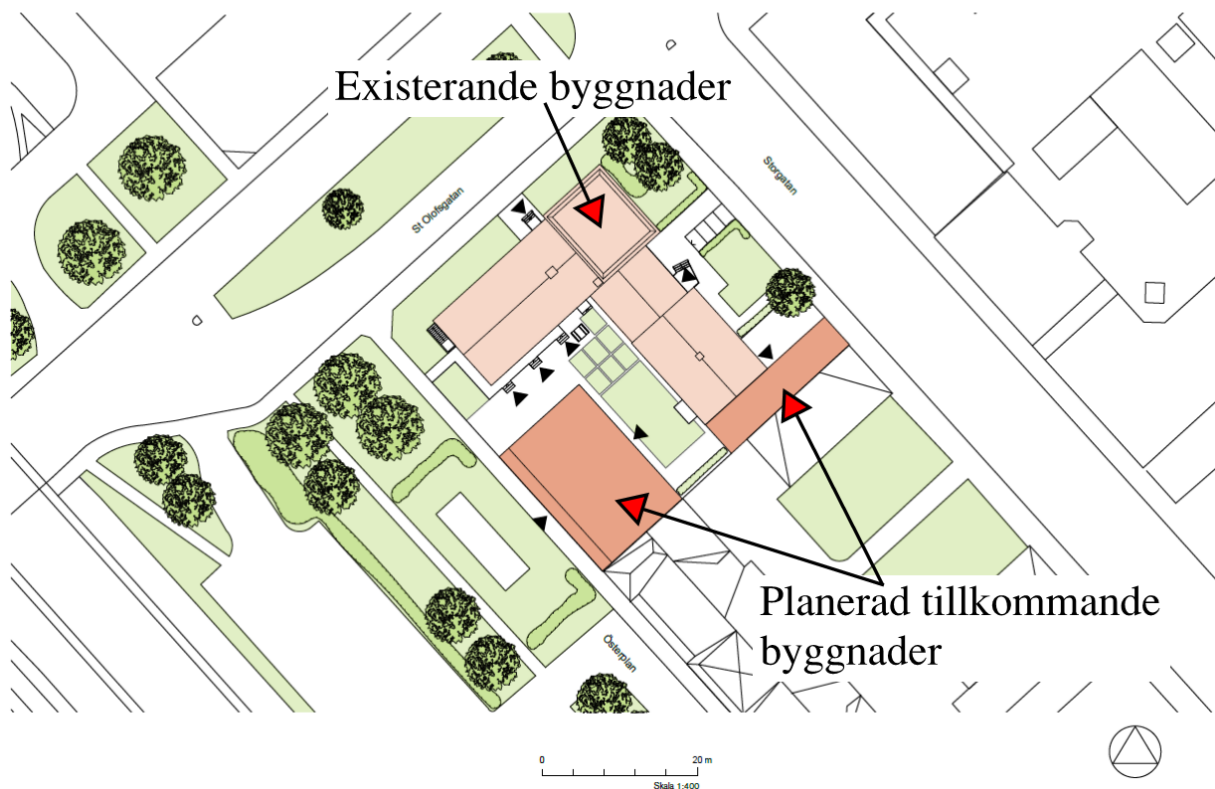 Existerande byggnader
Storgatan
St Olofsgatan
Planerad tillkommande
byggnader
Österplan
0 20 m
Skala 1:400